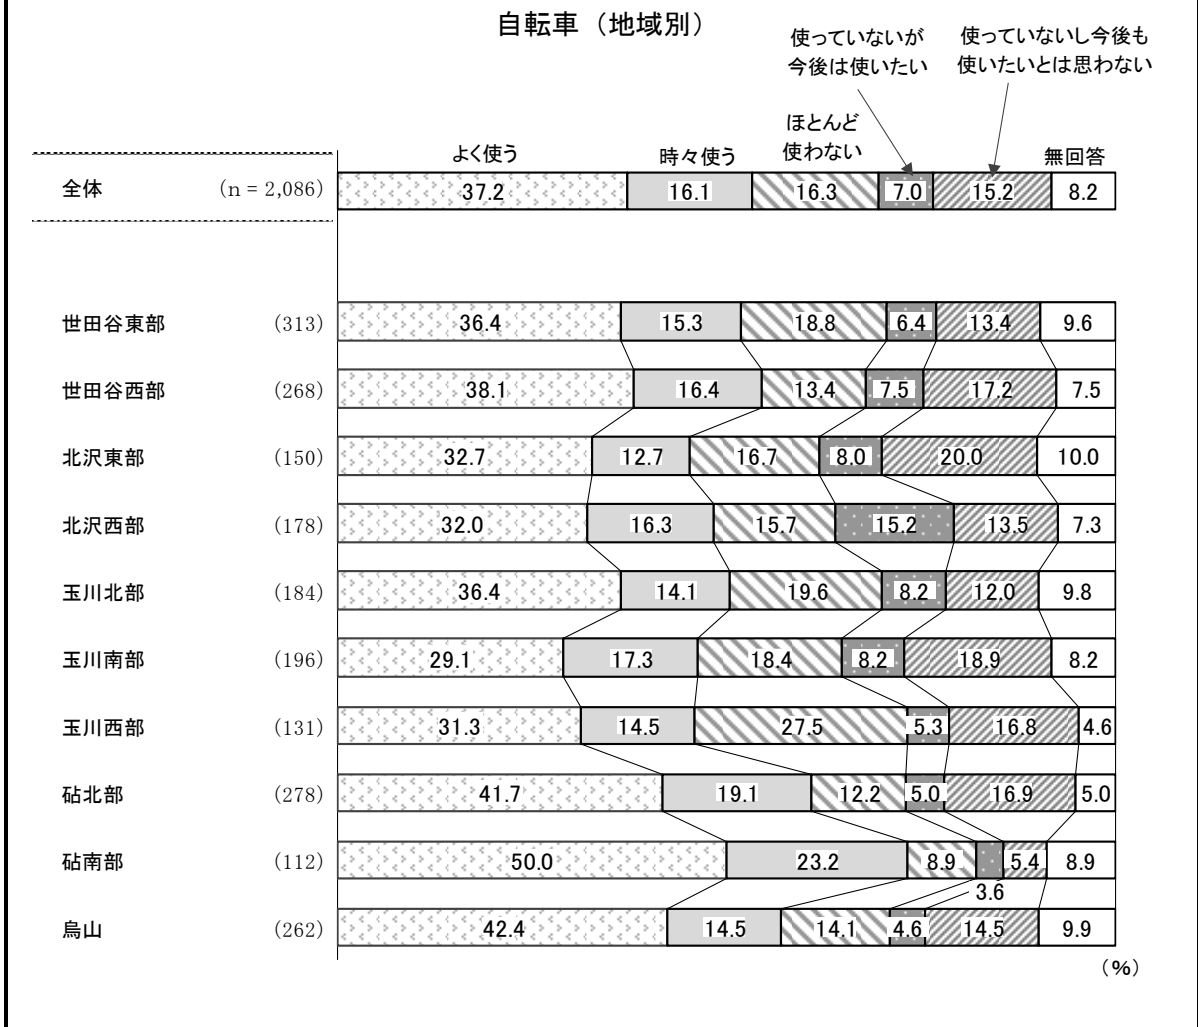 自転車（地域別）
使っていないが
今後は使いたい
使っていないし今後も
使いたいとは思わない
よく使う
時々使う
ほとんど
使わない
無回答
全体 (n = 2,086) 37.2 16.1 16.3 7.0 15.2 8.2
世田谷東部 (313) 36.4 15.3 18.8 6.4 13.4 9.6
世田谷西部 (268) 38.1 16.4 13.4 7.5 17.2 7.5
北沢東部 (150) 32.7 12.7 16.7 8.0 20.0 10.0
北沢西部 (178) 32.0 16.3 15.7 15.2 13.5 7.3
玉川北部 (184) 36.4 14.1 19.6 8.2 12.0 9.8
玉川南部 (196) 29.1 17.3 18.4 8.2 18.9 8.2
玉川西部 (131) 31.3 14.5 27.5 5.3 16.8 4.6
砧北部 (278) 41.7 19.1 12.2 5.0 16.9 5.0
砧南部 (112) 50.0 23.2 8.9 5.4 8.9
3.6
烏山 (262) 42.4 14.5 14.1 4.6 14.5 9.9
（％）